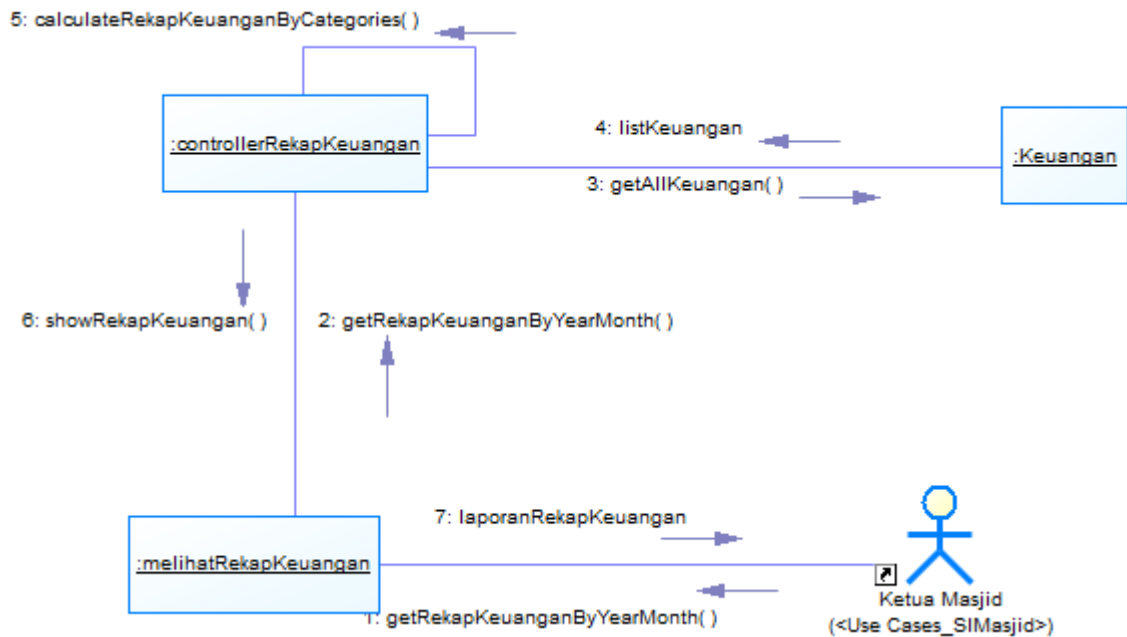 5: calculateRekapKeuanganByCategories( )
:controllerRekapKeuangan
4: listKeuangan
:Keuangan
3: getAllKeuangan( )
6: showRekapKeuangan( )
2: getRekapKeuanganByYearMonth( )
7: laporanRekapKeuangan
:melihatRekapKeuangan
1: getRekapKeuanganByYearMonth( )
Ketua Masjid
(<Use Cases_SIMasjid>)